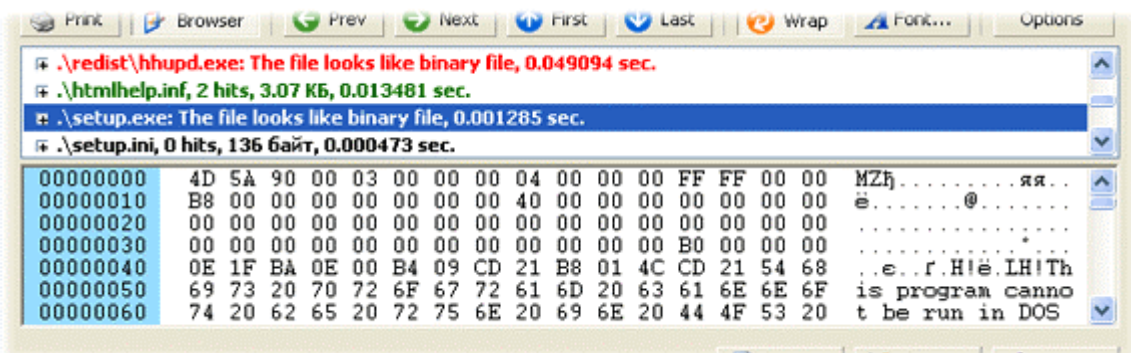 Print Browser Prev Next First Last Wrap Font... Options
.\redist\hhupd.exe: The file looks like binary file, 0.049094 sec.
.\htmlhelp.inf, 2 hits, 3.07 КБ, 0.013481 sec.
.\setup.exe: The file looks like binary file, 0.001285 sec.
.\setup.ini, 0 hits, 136 байт, 0.000473 sec.
00000000 4D 5A 90 00 03 00 00 00 04 00 00 00 FF FF 00 00 MZђ.........яя..
00000010 B8 00 00 00 00 00 00 00 40 00 00 00 00 00 00 00 ё.......@.......
00000020 00 00 00 00 00 00 00 00 00 00 00 00 00 00 00 00 ................
00000030 00 00 00 00 00 00 00 00 00 00 00 00 B0 00 00 00 ............°...
00000040 0E 1F BA 0E 00 B4 09 CD 21 B8 01 4C CD 21 54 68 ..є..ґ.Н!ё.LН!Th
00000050 69 73 20 70 72 6F 67 72 61 6D 20 63 61 6E 6E 6F is program canno
00000060 74 20 62 65 20 72 75 6E 20 69 6E 20 44 4F 53 20 t be run in DOS